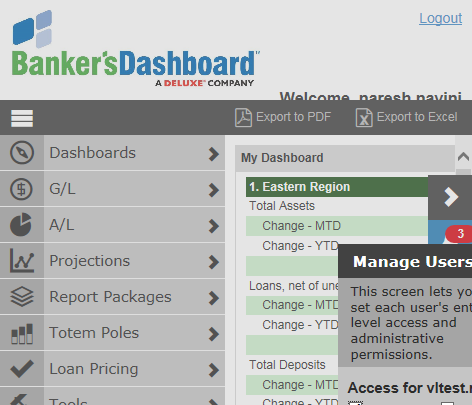 Logout
Banker'sDashboard™
A DELUXE® COMPANY
Welcome, paresh navini
Export to PDF
Export to Excel
Dashboards
G/L
A/L
Projections
Report Packages
Totem Poles
Loan Pricing
Tools
My Dashboard
1. Eastern Region
Total Assets
Change - MTD
Change - YTD
Loans, net of une
Change - MTD
Change - YTD
Total Deposits
Change - MTD
Change - YTD
3
Manage Users
This screen lets yo
set each user's ent
level access and
administrative
permissions.
Access for vltest.r